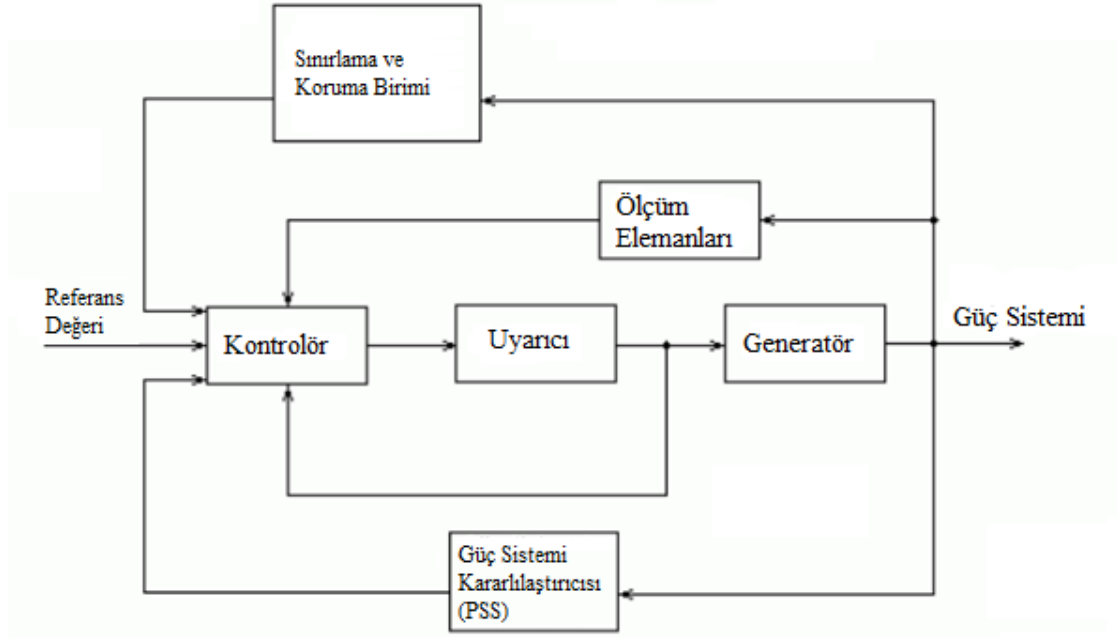 Sınırlama ve
Koruma Birimi
Ölçüm
Elemanları
Referans
Değeri
Kontrolör
Uyarıcı
Generatör
Güç Sistemi
Güç Sistemi
Kararlılaştırıcısı
(PSS)